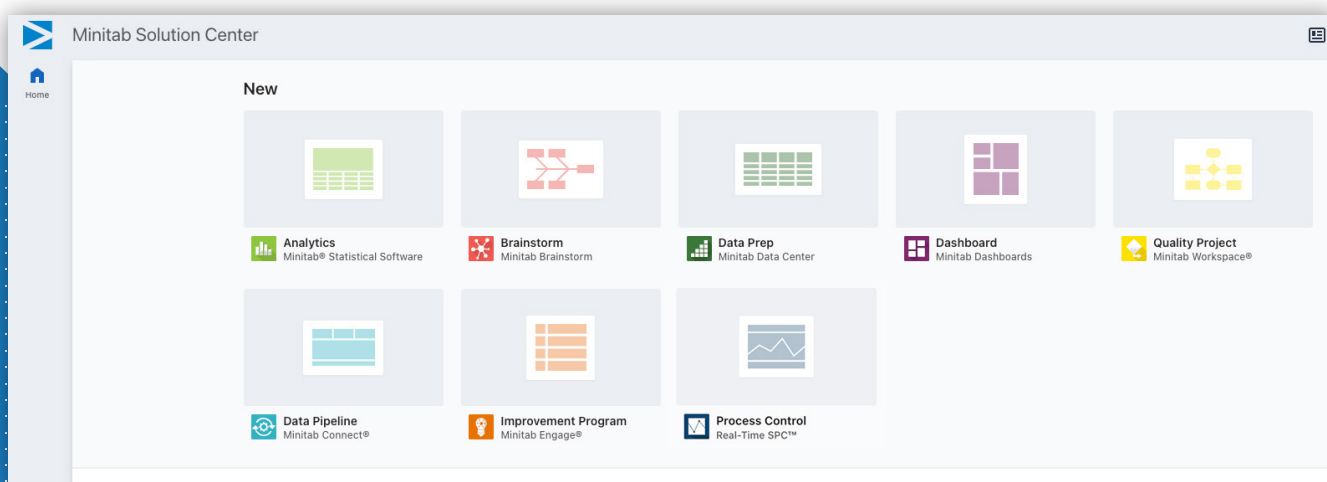 Minitab Solution Center
Home
New
Analytics
Minitab® Statistical Software
Brainstorm
Minitab Brainstorm
Data Prep
Minitab Data Center
Dashboard
Minitab Dashboards
Quality Project
Minitab Workspace®
Data Pipeline
Minitab Connect®
Improvement Program
Minitab Engage®
Process Control
Real-Time SPC™